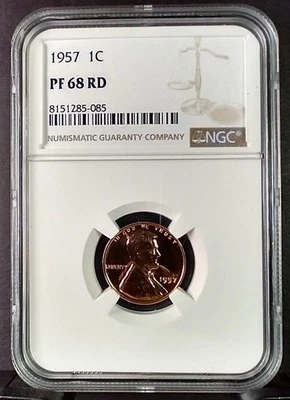 1957 1C
PF 68 RD
8151285-085
NUMISMATIC GUARANTY COMPANY
NGC®
IN GOD WE TRUST
LIBERTY
1957